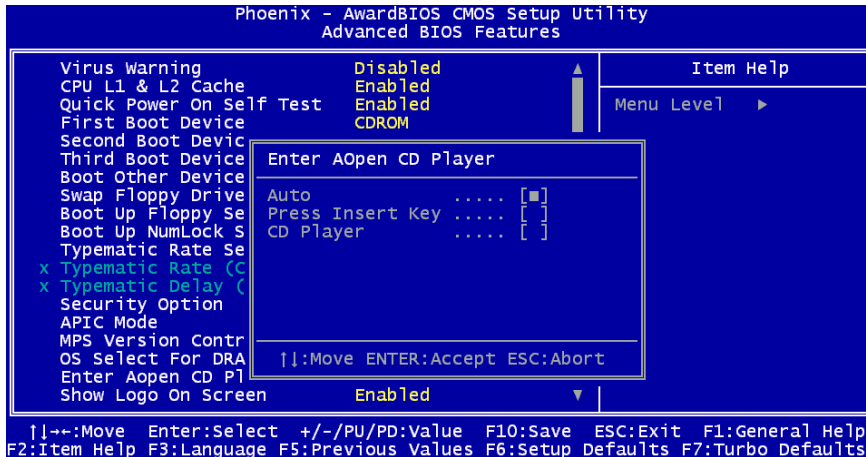 Phoenix - AwardBIOS CMOS Setup Utility
Advanced BIOS Features
Virus Warning Disabled
CPU L1 & L2 Cache Enabled
Quick Power On Self Test Enabled
First Boot Device CDROM
Second Boot Devic
Third Boot Device
Boot Other Device
Swap Floppy Drive
Boot Up Floppy Se
Boot Up NumLock S
Typematic Rate Se
x Typematic Rate (C
x Typematic Delay (
Security Option
APIC Mode
MPS Version Contr
OS Select For DRA
Enter Aopen CD Pl
Show Logo On Screen Enabled
Enter AOpen CD Player
Auto ..... [■]
Press Insert Key ..... [ ]
CD Player ..... [ ]
↑↓:Move ENTER:Accept ESC:Abort
Item Help
Menu Level ▶
↑↓→←:Move Enter:Select +/-/PU/PD:Value F10:Save ESC:Exit F1:General Help
F2:Item Help F3:Language F5:Previous Values F6:Setup Defaults F7:Turbo Defaults